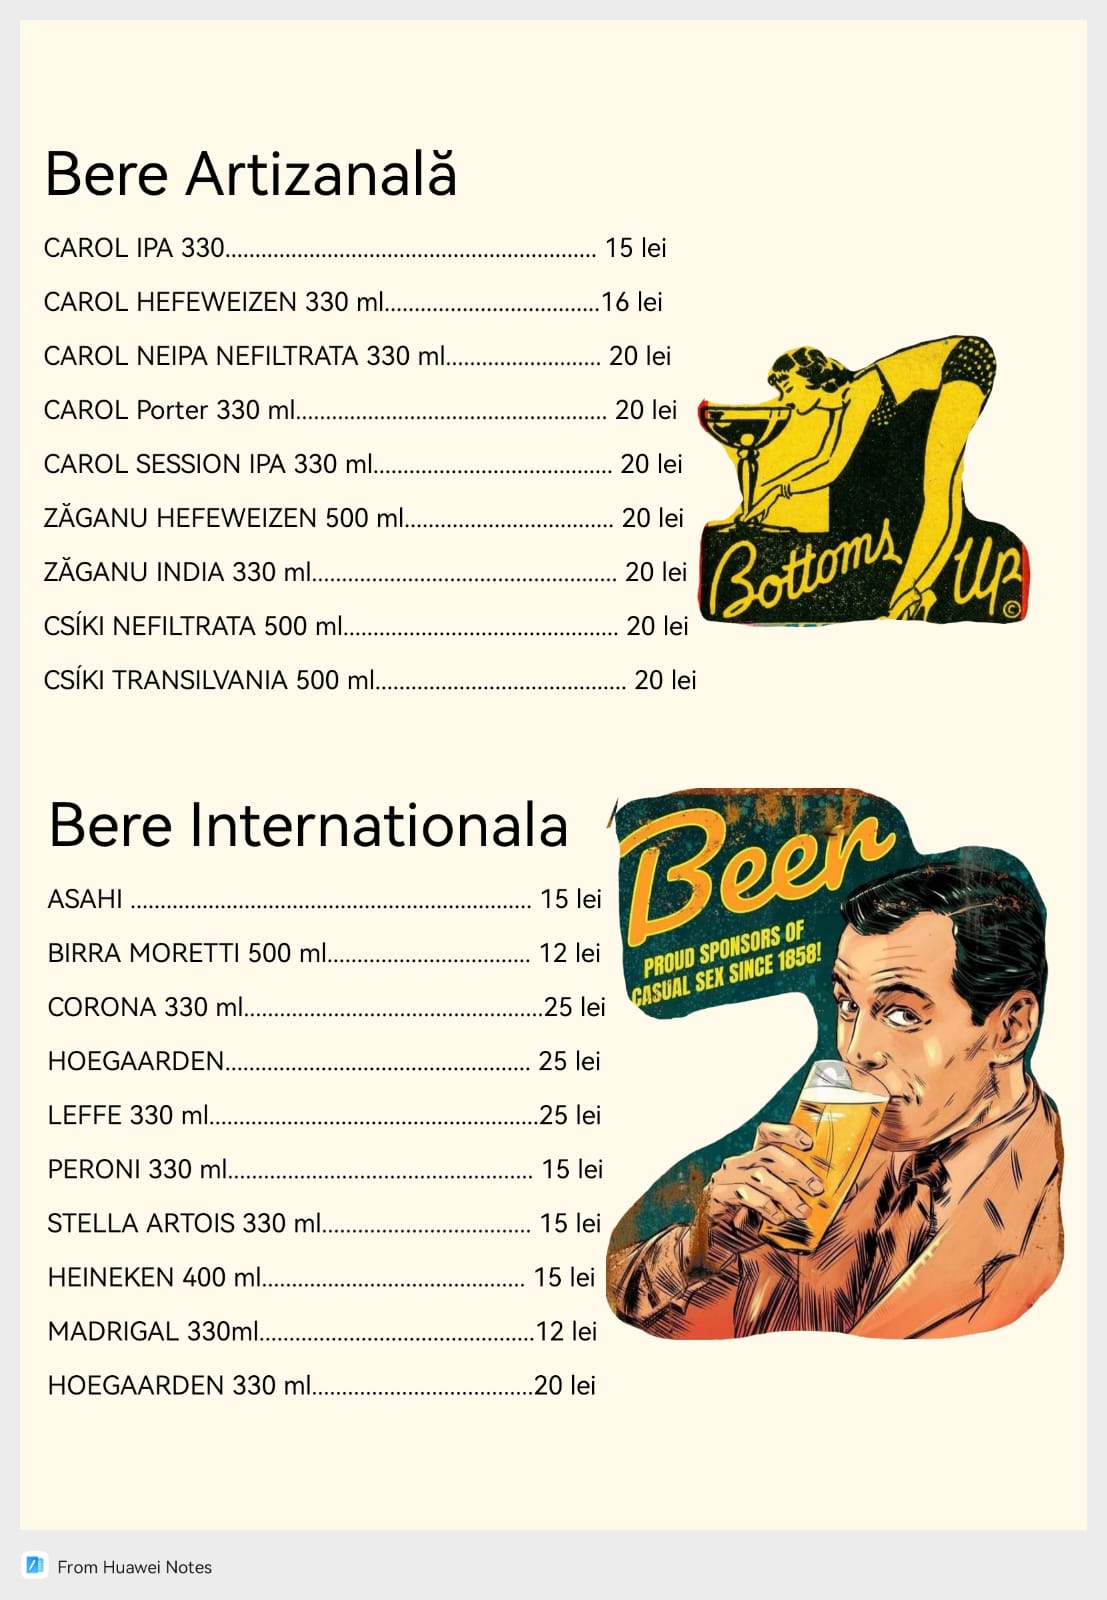 Bere Artizanală
CAROL IPA 330.............................................................. 15 lei
CAROL HEFEWEIZEN 330 ml....................................16 lei
CAROL NEIPA NEFILTRATA 330 ml.......................... 20 lei
CAROL Porter 330 ml.................................................... 20 lei
CAROL SESSION IPA 330 ml........................................ 20 lei
ZĂGANU HEFEWEIZEN 500 ml................................... 20 lei
ZĂGANU INDIA 330 ml................................................... 20 lei
CSÍKI NEFILTRATA 500 ml.............................................. 20 lei
CSÍKI TRANSILVANIA 500 ml.......................................... 20 lei
Bottoms Up ©
Bere Internationala
ASAHI ................................................................... 15 lei
BIRRA MORETTI 500 ml.................................. 12 lei
CORONA 330 ml..................................................25 lei
HOEGAARDEN................................................... 25 lei
LEFFE 330 ml.......................................................25 lei
PERONI 330 ml................................................... 15 lei
STELLA ARTOIS 330 ml................................... 15 lei
HEINEKEN 400 ml............................................ 15 lei
MADRIGAL 330ml..............................................12 lei
HOEGAARDEN 330 ml.....................................20 lei
Beer
PROUD SPONSORS OF
CASUAL SEX SINCE 1858!
From Huawei Notes